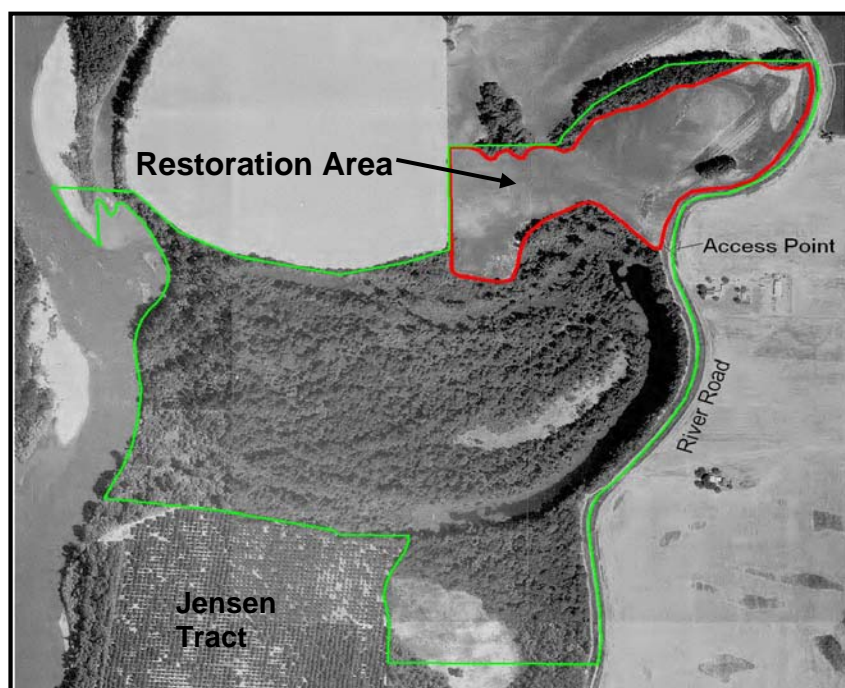 Restoration Area
Access Point
River Road
Jensen
Tract